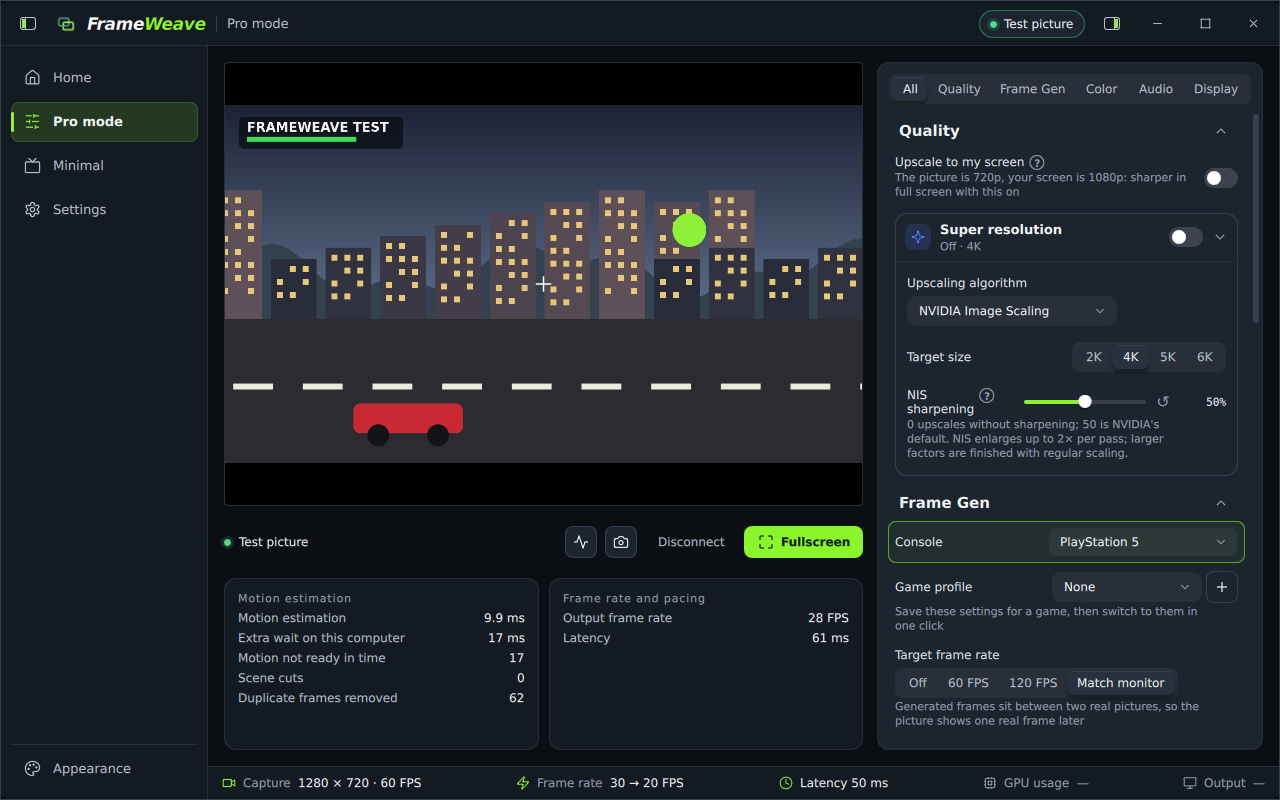 FrameWeave
Pro mode
Test picture
Home
Pro mode
Minimal
Settings
Appearance
FRAMEWEAVE TEST
Test picture
Disconnect
Fullscreen
Motion estimation
Motion estimation 9.9 ms
Extra wait on this computer 17 ms
Motion not ready in time 17
Scene cuts 0
Duplicate frames removed 62
Frame rate and pacing
Output frame rate 28 FPS
Latency 61 ms
All Quality Frame Gen Color Audio Display
Quality
Upscale to my screen ?
The picture is 720p, your screen is 1080p: sharper in
full screen with this on
Super resolution
Off · 4K
Upscaling algorithm
NVIDIA Image Scaling
Target size 2K 4K 5K 6K
NIS
sharpening ? 50%
0 upscales without sharpening; 50 is NVIDIA's
default. NIS enlarges up to 2× per pass; larger
factors are finished with regular scaling.
Frame Gen
Console PlayStation 5
Game profile None
Save these settings for a game, then switch to them in
one click
Target frame rate
Off 60 FPS 120 FPS Match monitor
Generated frames sit between two real pictures, so the
picture shows one real frame later
Capture 1280 × 720 · 60 FPS
Frame rate 30 → 20 FPS
Latency 50 ms
GPU usage —
Output —